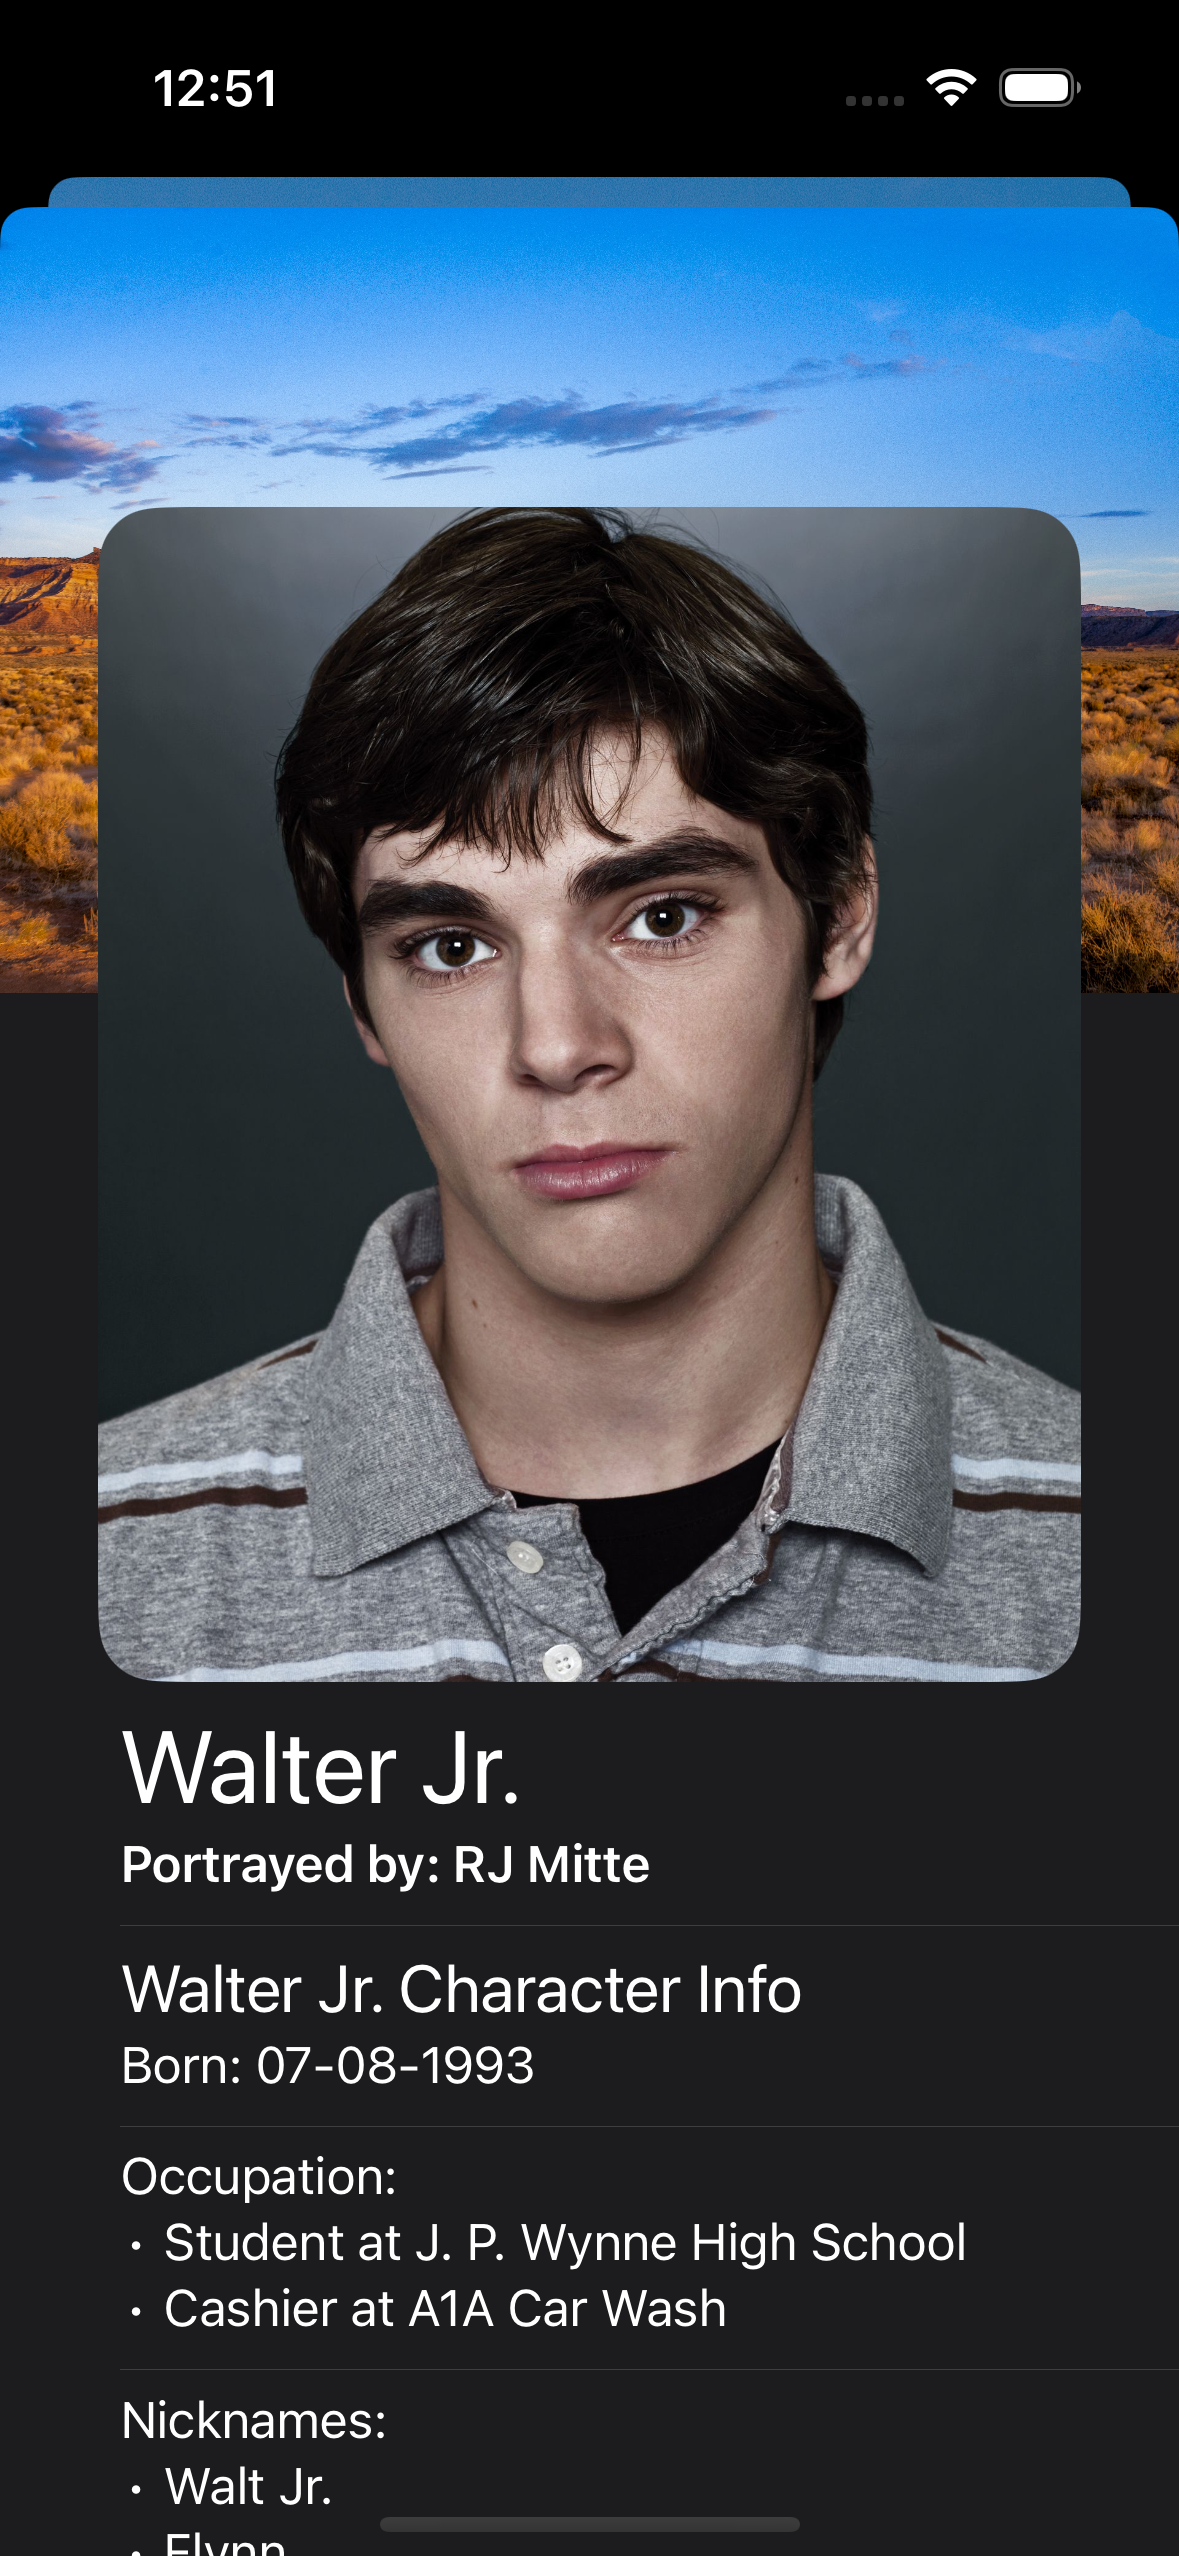 12:51
Walter Jr.
Portrayed by: RJ Mitte
Walter Jr. Character Info
Born: 07-08-1993
Occupation:
• Student at J. P. Wynne High School
• Cashier at A1A Car Wash
Nicknames:
• Walt Jr.
• Flynn